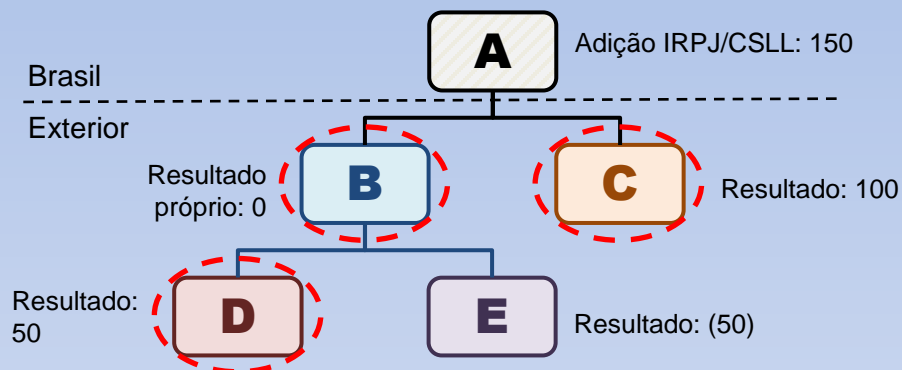 A
Adição IRPJ/CSLL: 150
Brasil
Exterior
Resultado
próprio: 0
B
C
Resultado: 100
Resultado:
50
D
E
Resultado: (50)